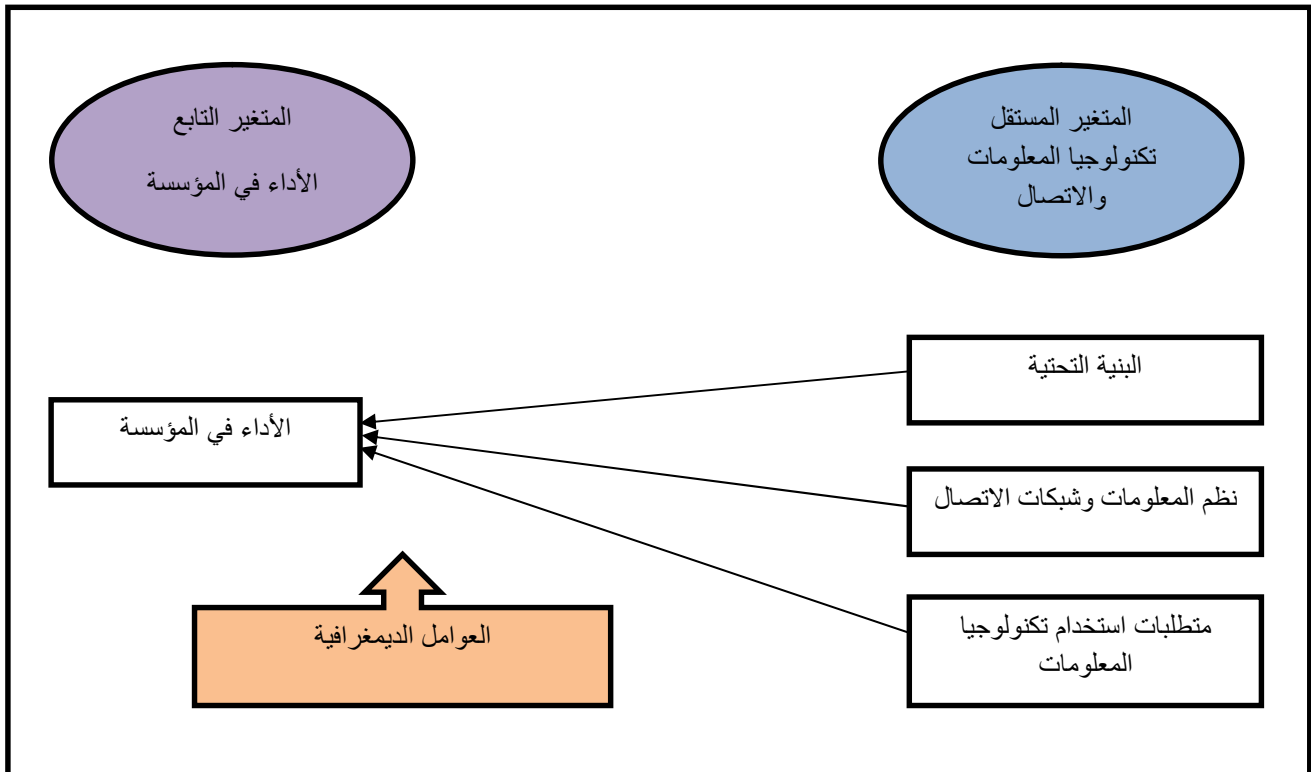 المتغير المستقل
تكنولوجيا المعلومات
والاتصال
المتغير التابع
الأداء في المؤسسة
البنية التحتية
نظم المعلومات وشبكات الاتصال
متطلبات استخدام تكنولوجيا
المعلومات
الأداء في المؤسسة
العوامل الديمغرافية